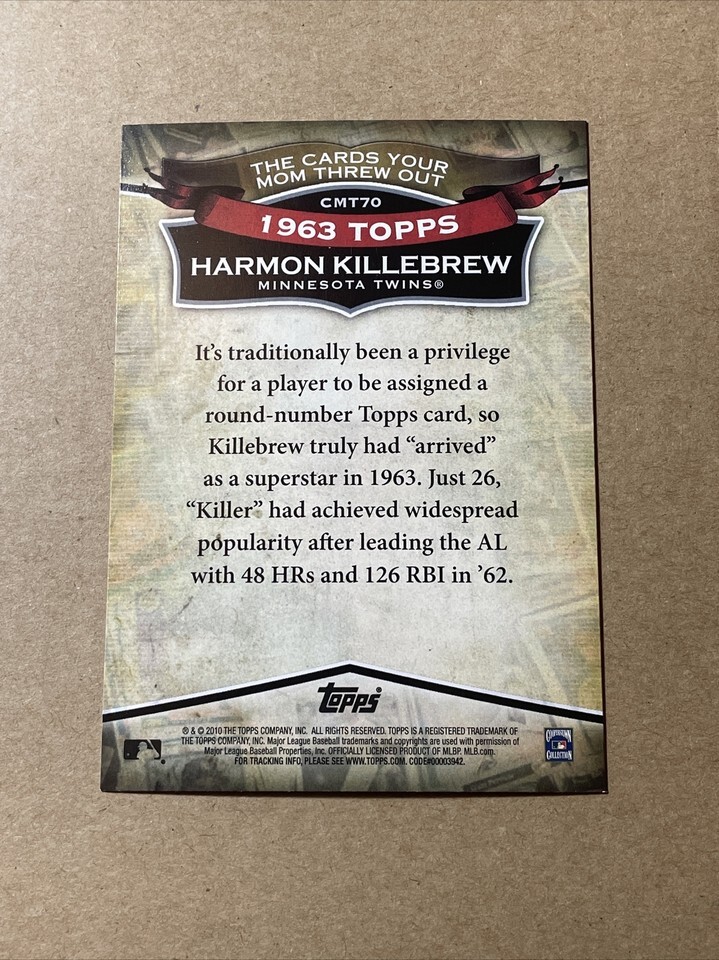 THE CARDS YOUR
MOM THREW OUT
CMT70
1963 TOPPS
HARMON KILLEBREW
MINNESOTA TWINS®
It's traditionally been a privilege
for a player to be assigned a
round-number Topps card, so
Killebrew truly had “arrived”
as a superstar in 1963. Just 26,
“Killer” had achieved widespread
popularity after leading the AL
with 48 HRs and 126 RBI in ’62.
Topps
® & © 2010 THE TOPPS COMPANY, INC. ALL RIGHTS RESERVED. TOPPS IS A REGISTERED TRADEMARK OF
THE TOPPS COMPANY, INC. Major League Baseball trademarks and copyrights are used with permission of
Major League Baseball Properties, Inc. OFFICIALLY LICENSED PRODUCT OF MLBP. MLB.com.
FOR TRACKING INFO, PLEASE SEE WWW.TOPPS.COM. CODE#00003942.
COOPERSTOWN
COLLECTION